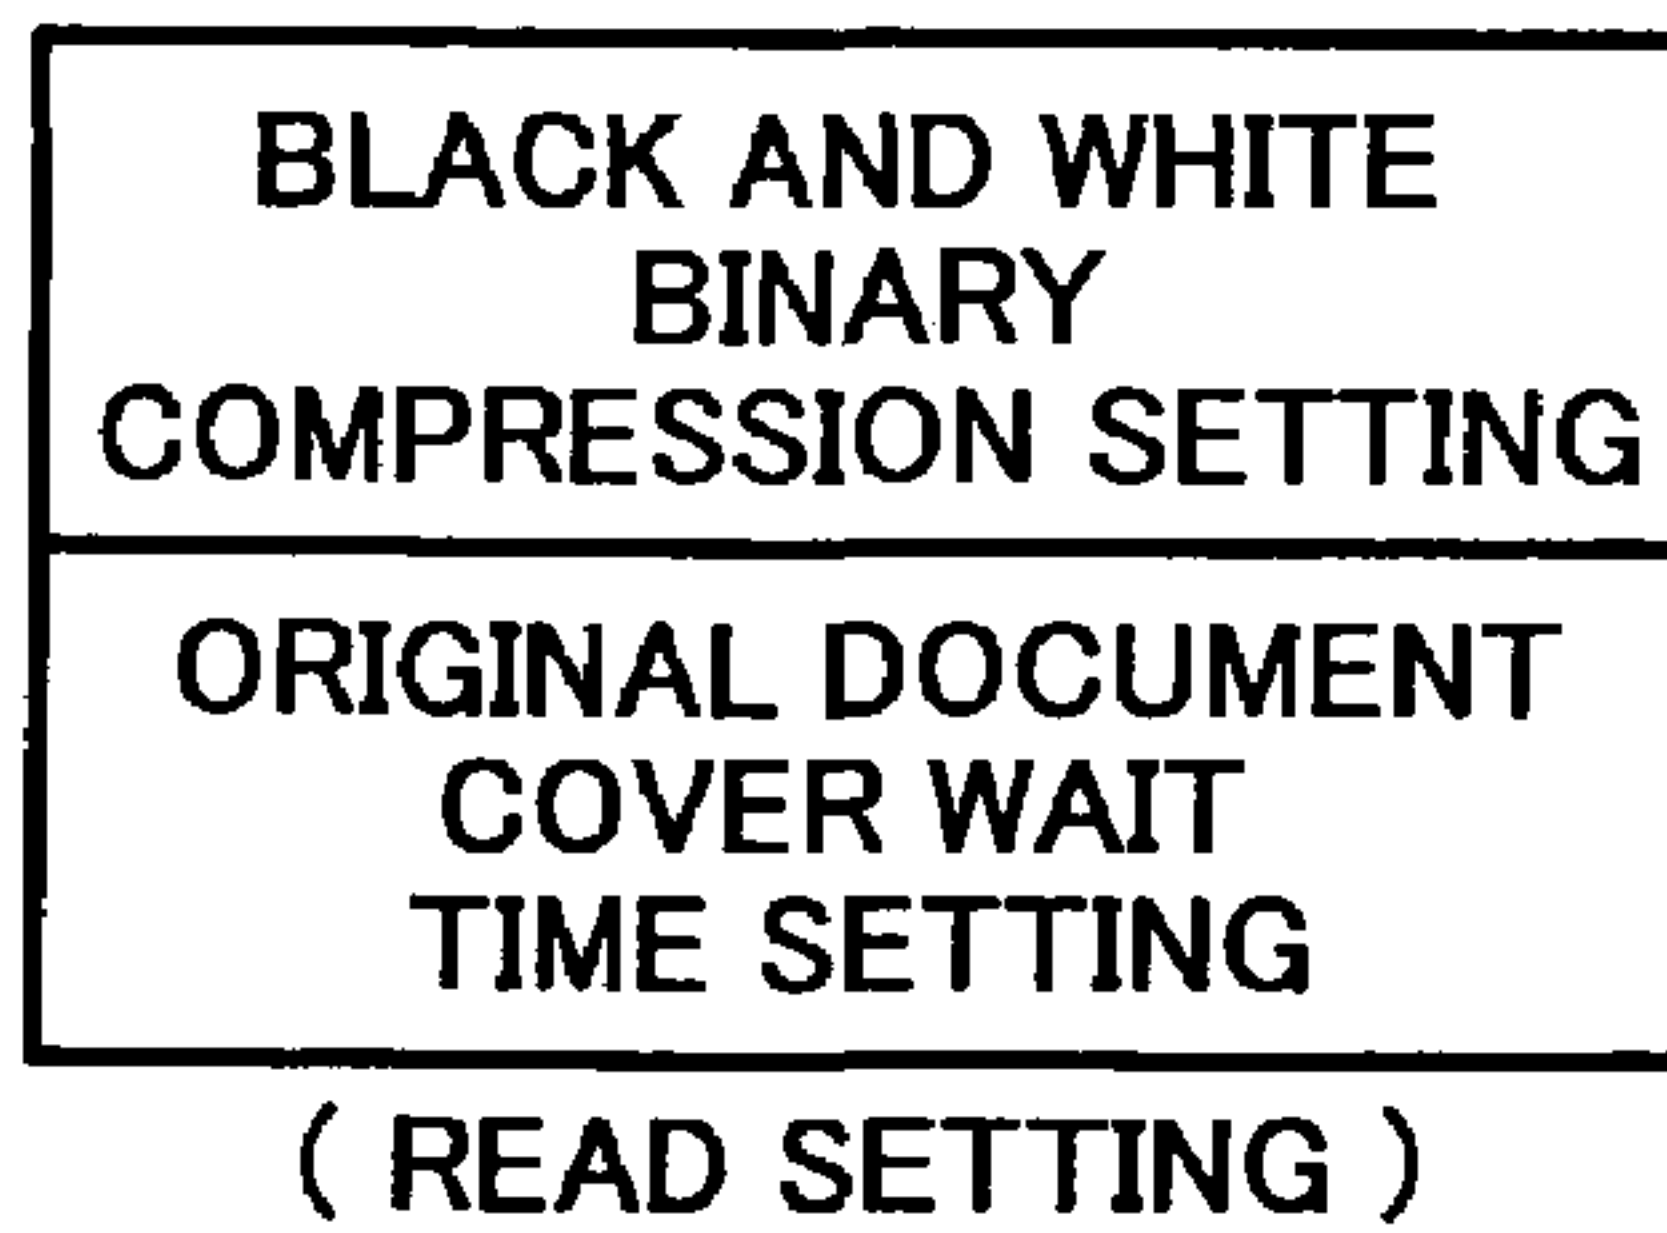 BLACK AND WHITE
BINARY
COMPRESSION SETTING
ORIGINAL DOCUMENT
COVER WAIT
TIME SETTING
( READ SETTING )